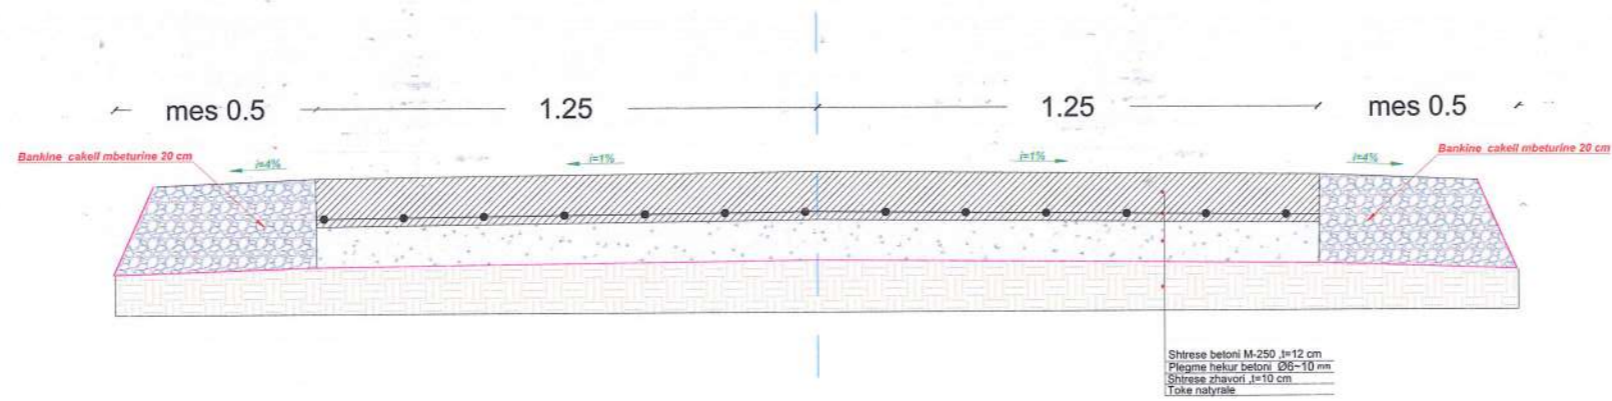 mes 0.5 1.25 1.25 mes 0.5
Bankine cakell mbeturine 20 cm i=4% i=1% i=1% i=4% Bankine cakell mbeturine 20 cm
Shtrese betoni M-250 ,t=12 cm
Plegme hekur betoni Ø6~10 mm
Shtrese zhavori ,t=10 cm
Toke natyrale